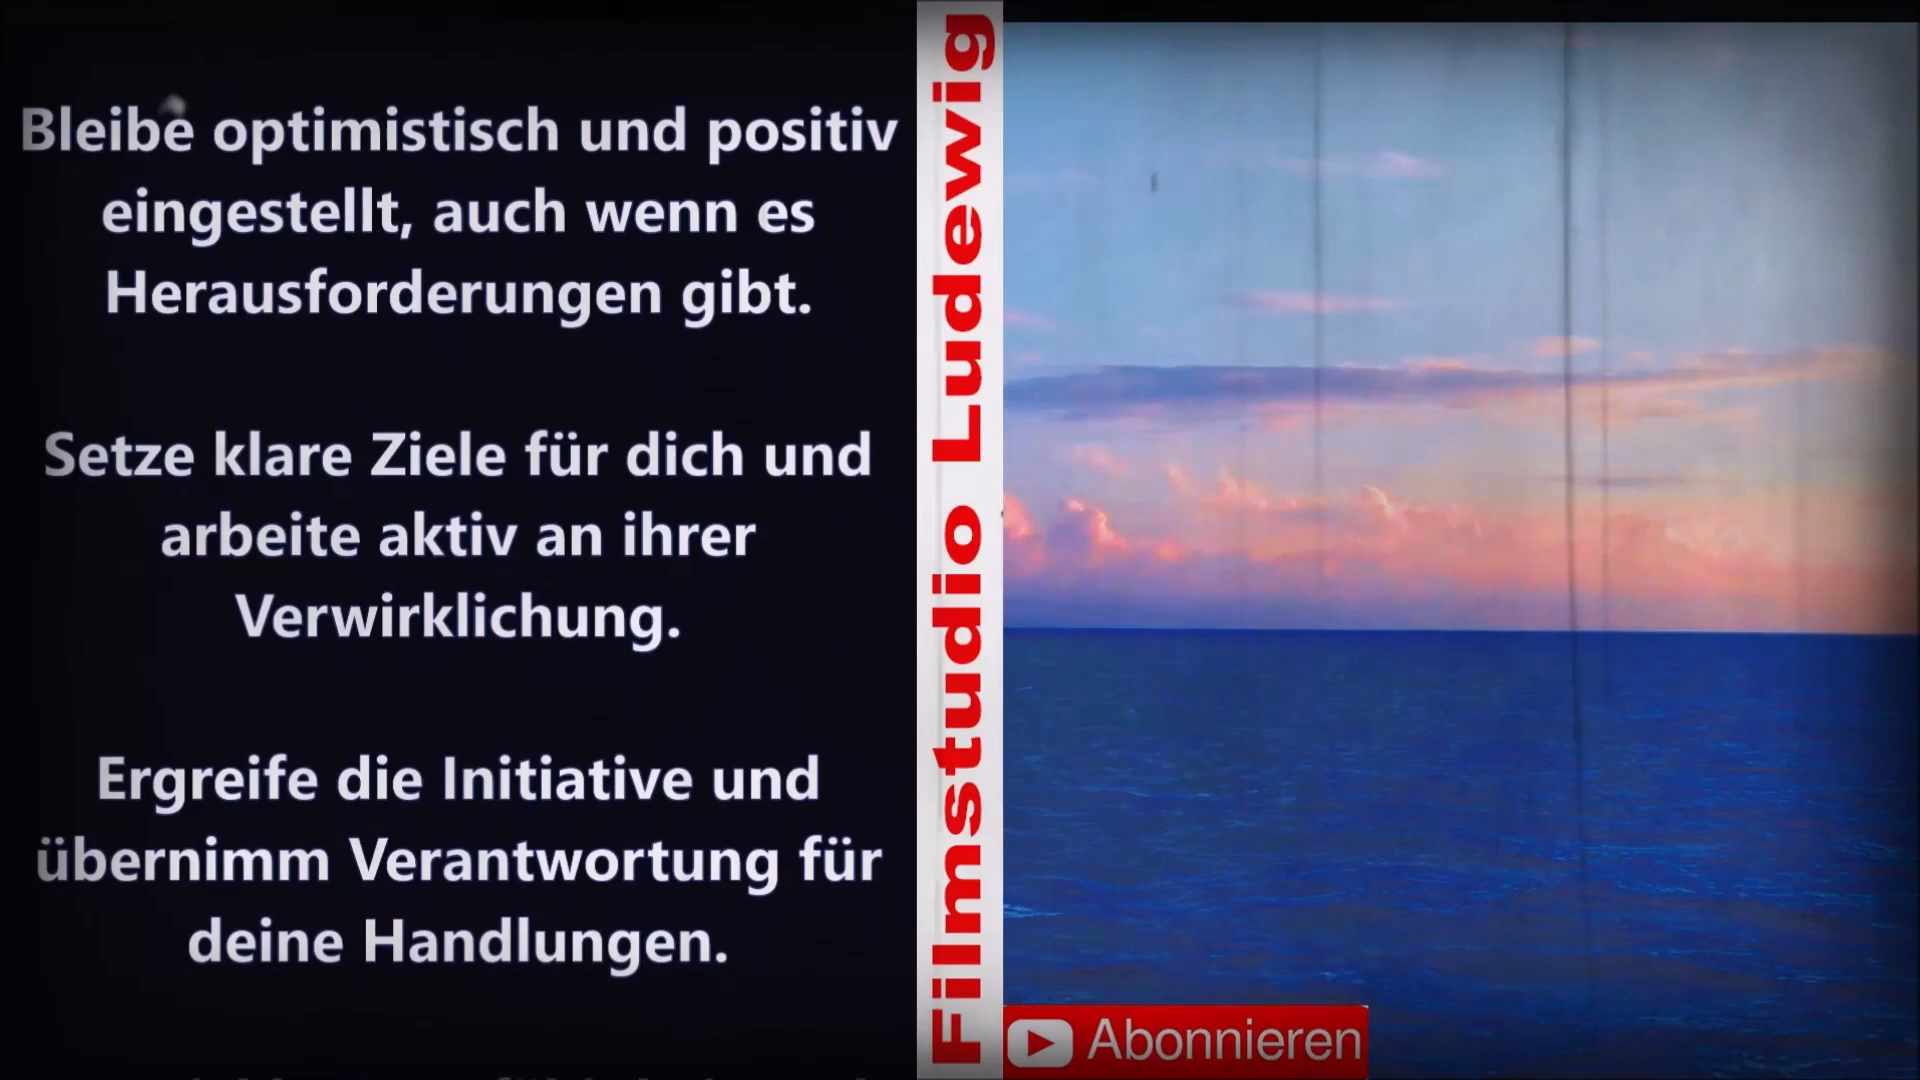 Bleibe optimistisch und positiv
eingestellt, auch wenn es
Herausforderungen gibt.
Setze klare Ziele für dich und
arbeite aktiv an ihrer
Verwirklichung.
Ergreife die Initiative und
übernimm Verantwortung für
deine Handlungen.
Filmstudio Ludewig
Abonnieren